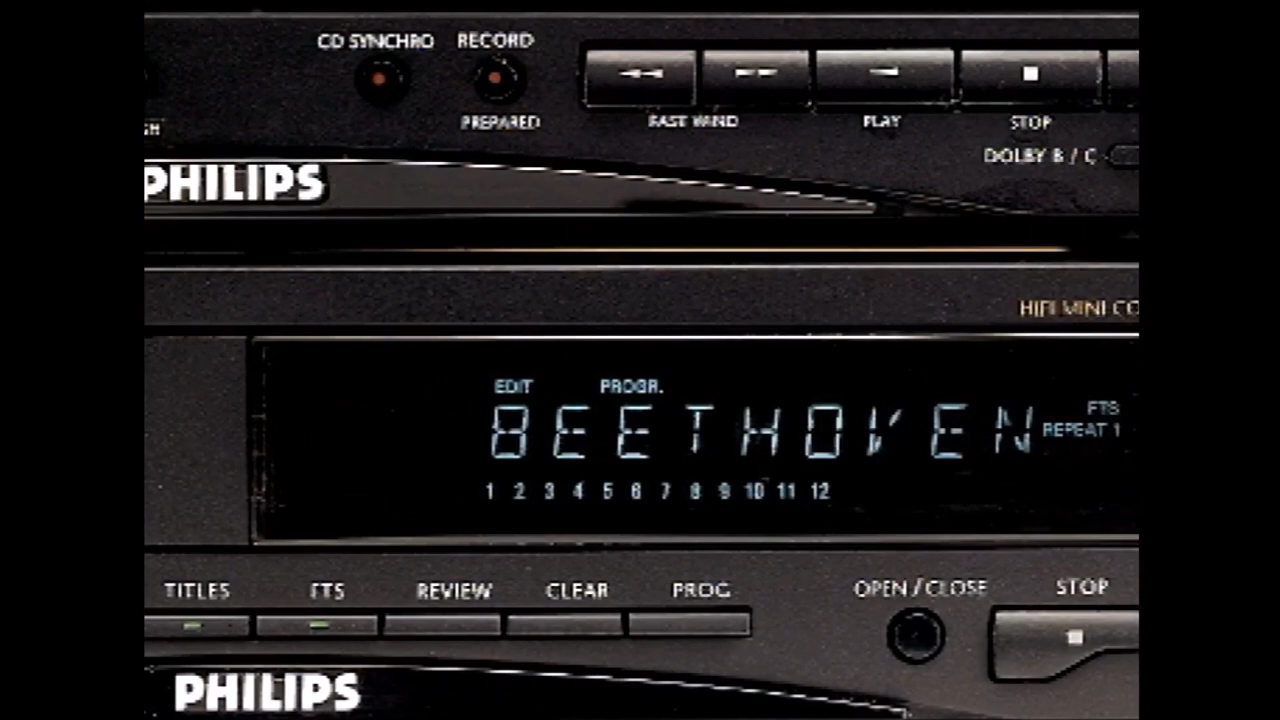 CD SYNCHRO RECORD
PREPARED FAST WIND PLAY STOP
DOLBY B / C
PHILIPS
HIFI MINI CO
EDIT PROGR.
FTS
BEETHOVEN
REPEAT 1
1 2 3 4 5 6 7 8 9 10 11 12
TITLES FTS REVIEW CLEAR PROG OPEN/CLOSE STOP
PHILIPS